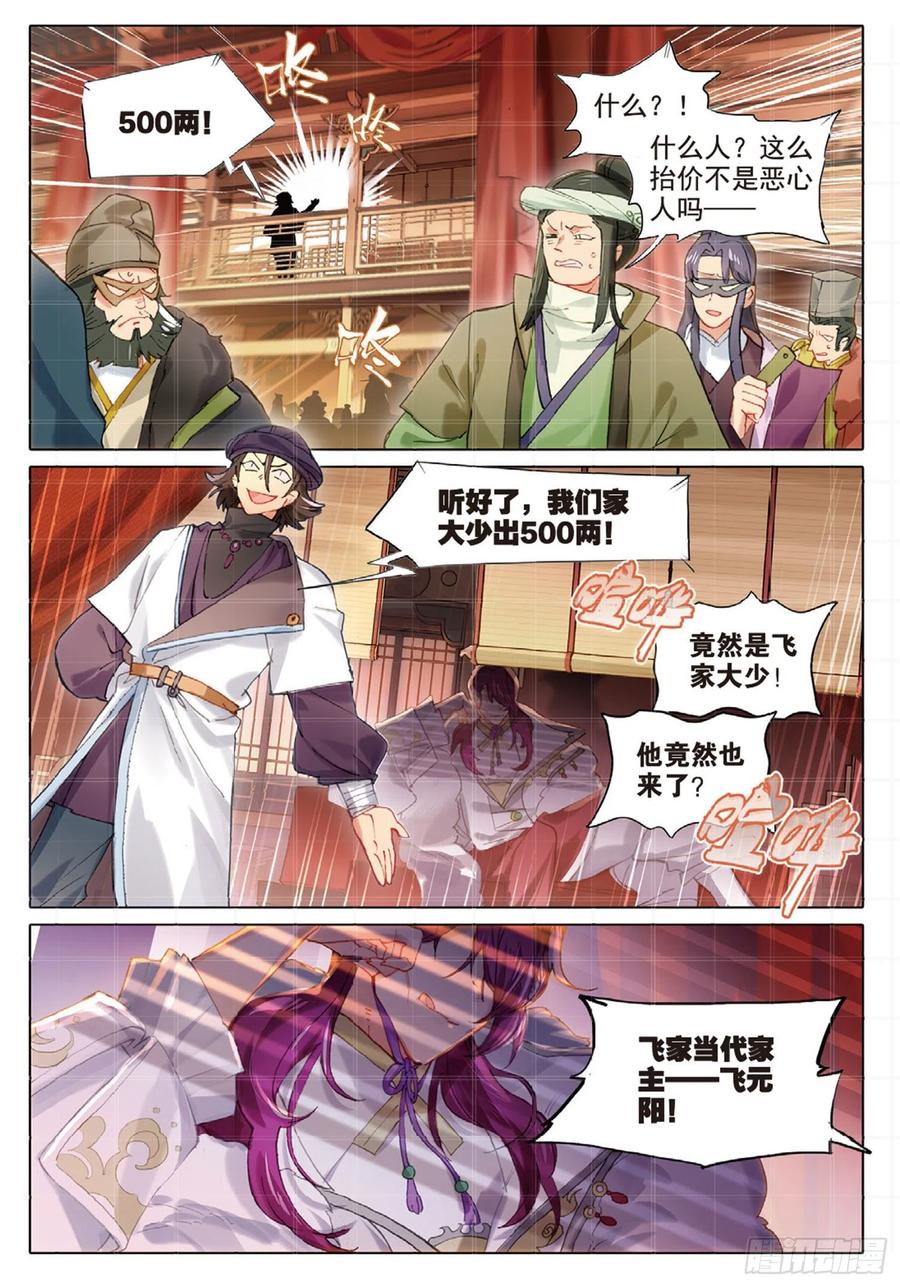 500两！
咚
咚
什么？！
什么人？这么
抬价不是恶心
人吗——
咚
听好了，我们家
大少出500两！
喧哗
竟然是飞
家大少！
他竟然也
来了？
喧哗
飞家当代家
主——飞元
阳！
腾讯动漫